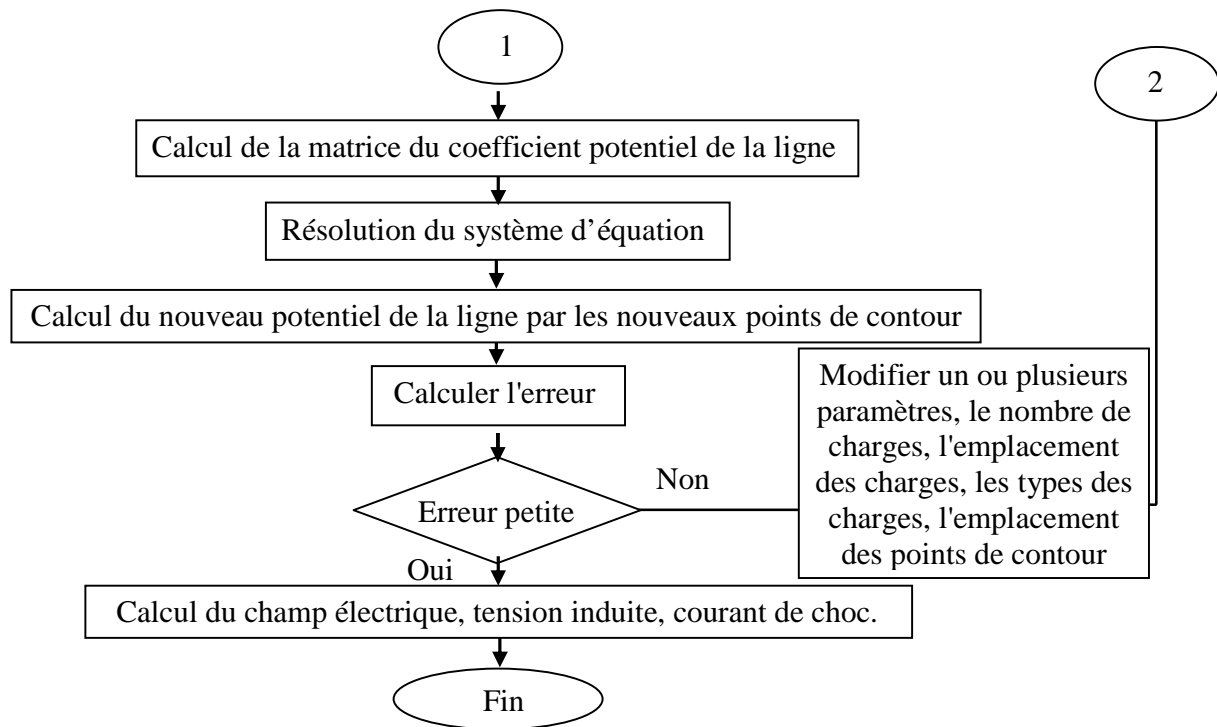 1
2
Calcul de la matrice du coefficient potentiel de la ligne
Résolution du système d’équation
Calcul du nouveau potentiel de la ligne par les nouveaux points de contour
Calculer l'erreur
Modifier un ou plusieurs
paramètres, le nombre de
charges, l'emplacement
des charges, les types des
charges, l'emplacement
des points de contour
Non
Erreur petite
Oui
Calcul du champ électrique, tension induite, courant de choc.
Fin